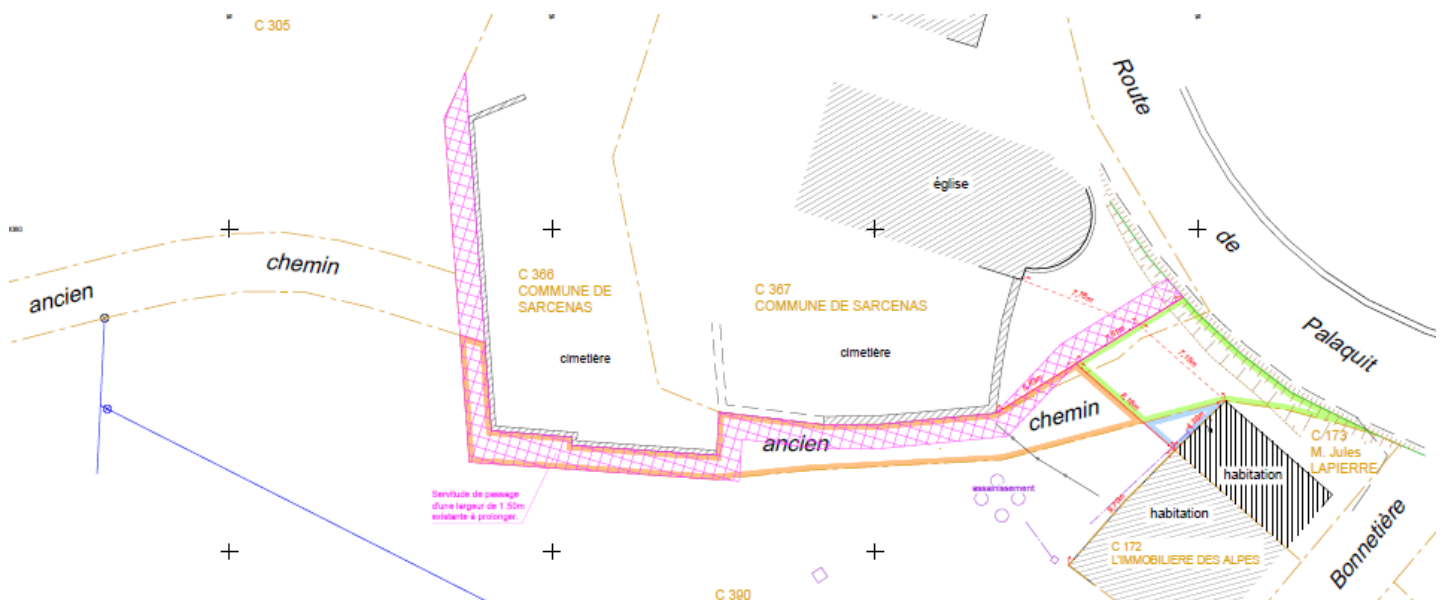 C 305
Route
de
Palaquit
église
ancien
chemin
C 366
COMMUNE DE
SARCENAS
C 367
COMMUNE DE SARCENAS
cimetière
cimetière
ancien
chemin
C 173
M. Jules
LAPIERRE
habitation
habitation
assainissement
Servitude de passage
d'une largeur de 1.50m
existante à prolonger.
C 172
L'IMMOBILIERE DES ALPES
Bonnetière
C 390